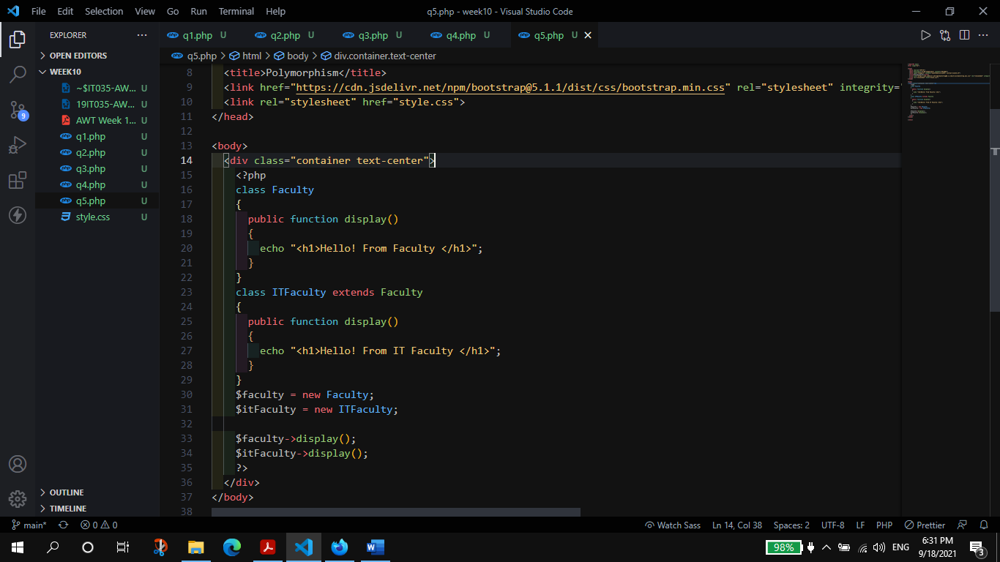 File Edit Selection View Go Run Terminal Help q5.php - week10 - Visual Studio Code
EXPLORER ...
q1.php U q2.php U q3.php U q4.php U q5.php U
q5.php > html > body > div.container.text-center
OPEN EDITORS
WEEK10
~$IT035-AW... U
19IT035-AW... U
AWT Week 1... U
q1.php U
q2.php U
q3.php U
q4.php U
q5.php U
style.css U
OUTLINE
TIMELINE
9
8 <title>Polymorphism</title>
9 <link href="https://cdn.jsdelivr.net/npm/bootstrap@5.1.1/dist/css/bootstrap.min.css" rel="stylesheet" integrity="
10 <link rel="stylesheet" href="style.css">
11 </head>
12
13 <body>
14 <div class="container text-center">
15 <?php
16 class Faculty
17 {
18 public function display()
19 {
20 echo "<h1>Hello! From Faculty </h1>";
21 }
22 }
23 class ITFaculty extends Faculty
24 {
25 public function display()
26 {
27 echo "<h1>Hello! From IT Faculty </h1>";
28 }
29 }
30 $faculty = new Faculty;
31 $itFaculty = new ITFaculty;
32
33 $faculty->display();
34 $itFaculty->display();
35 ?>
36 </div>
37 </body>
38
main* 0 0 Watch Sass Ln 14, Col 38 Spaces: 2 UTF-8 LF PHP Prettier
98% ENG 6:31 PM
9/18/2021 3